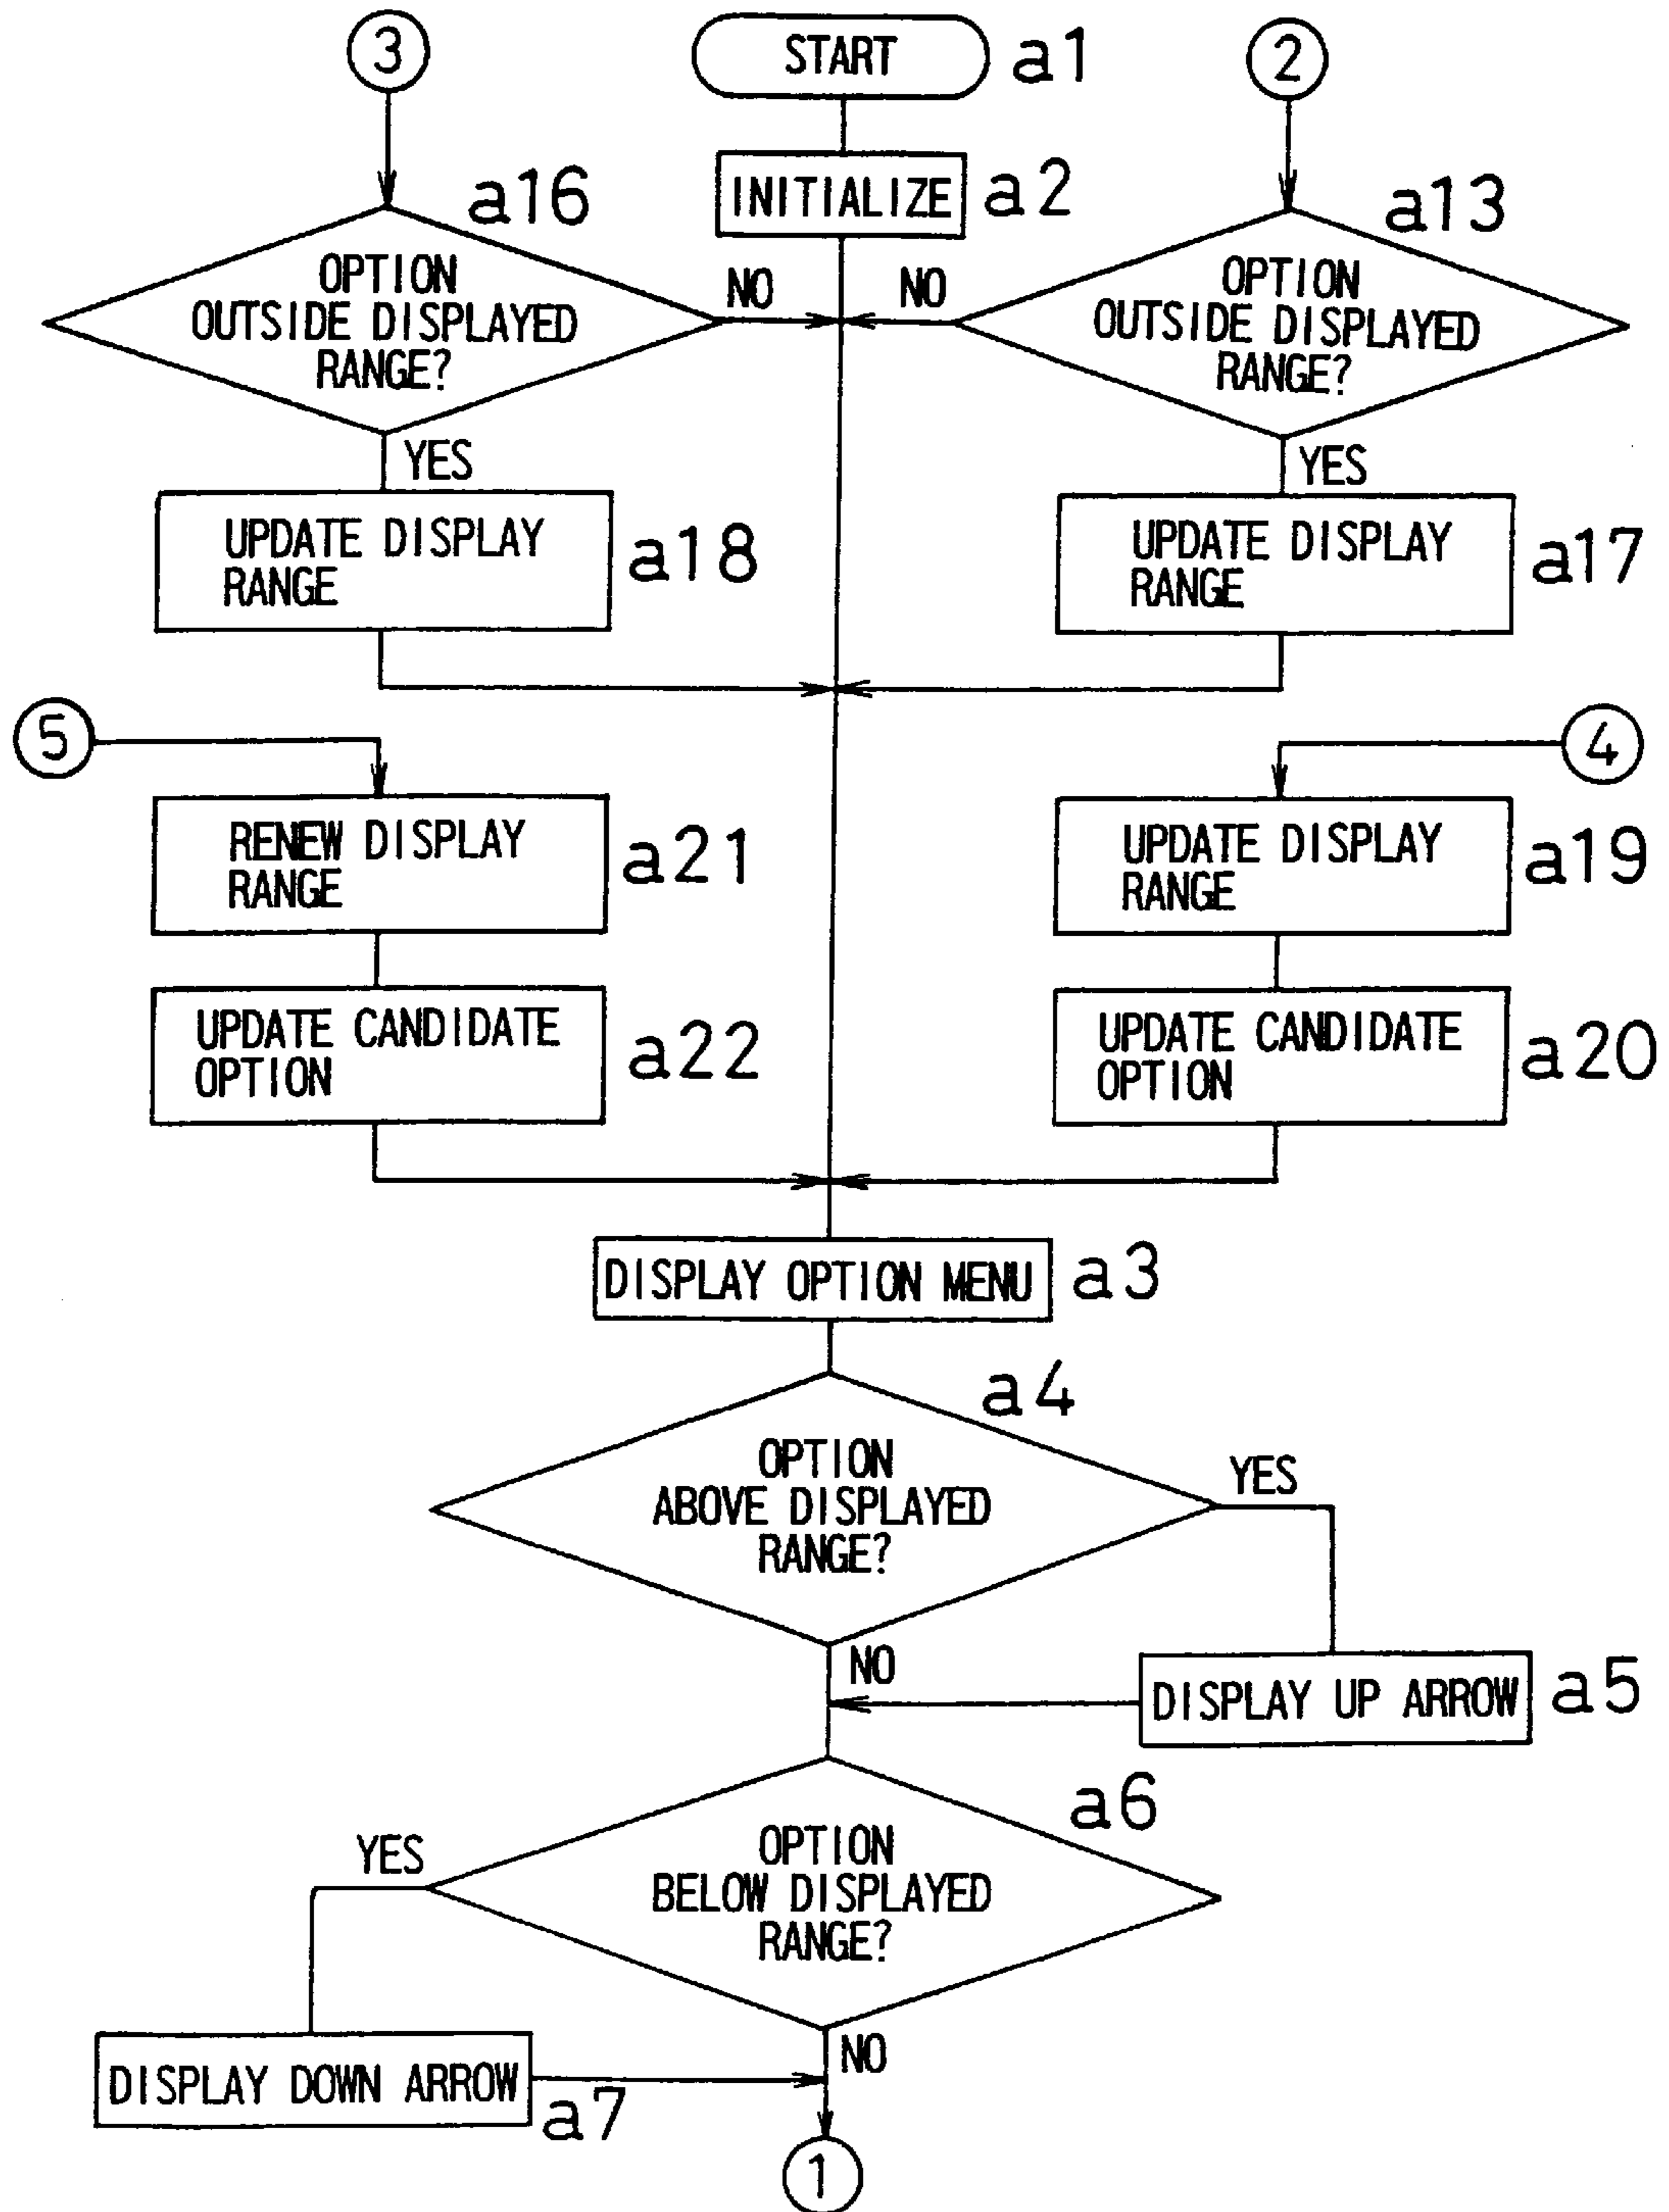 3
START a1
2
INITIALIZE a2
a16
a13
OPTION
OUTSIDE DISPLAYED
RANGE?
NO
NO
OPTION
OUTSIDE DISPLAYED
RANGE?
YES
YES
UPDATE DISPLAY
RANGE
a18
UPDATE DISPLAY
RANGE
a17
5
4
RENEW DISPLAY
RANGE
a21
UPDATE DISPLAY
RANGE
a19
UPDATE CANDIDATE
OPTION
a22
UPDATE CANDIDATE
OPTION
a20
DISPLAY OPTION MENU a3
a4
OPTION
ABOVE DISPLAYED
RANGE?
YES
NO
DISPLAY UP ARROW a5
a6
YES
OPTION
BELOW DISPLAYED
RANGE?
NO
DISPLAY DOWN ARROW a7
1